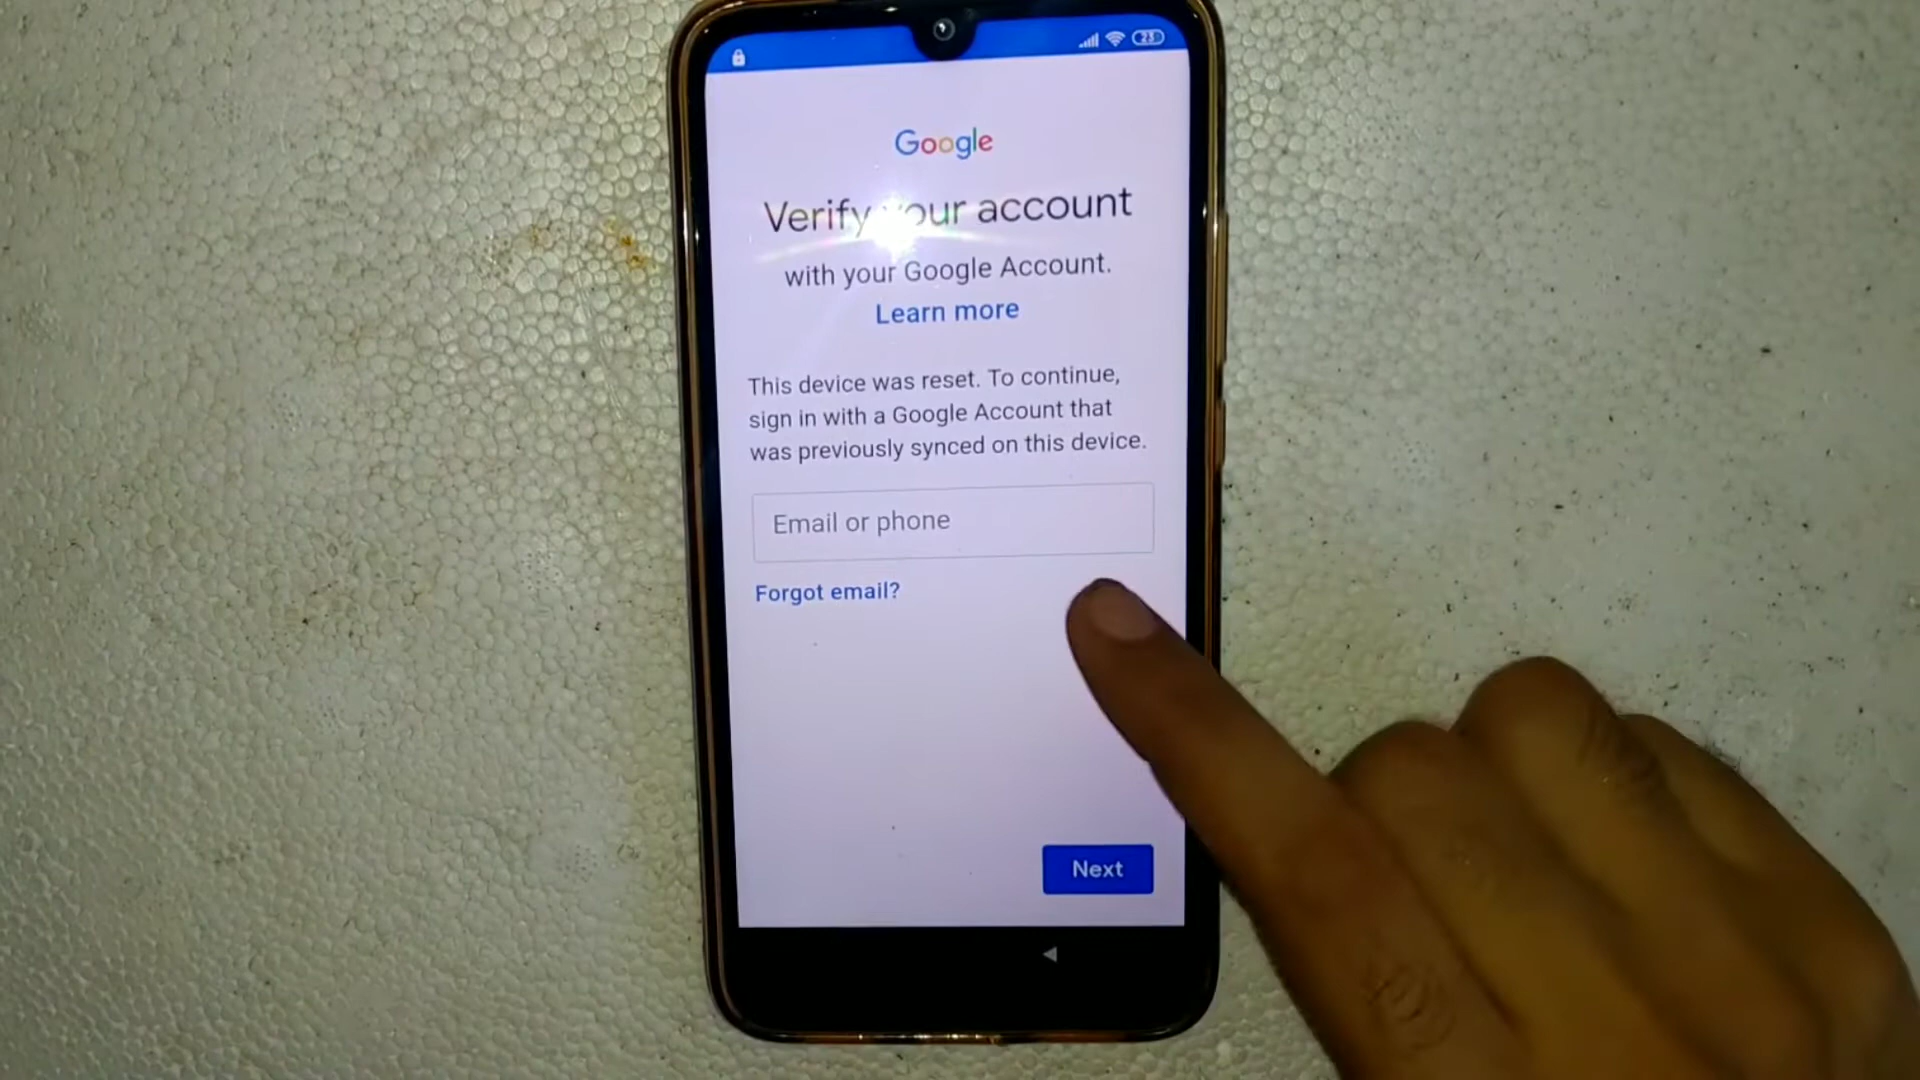 23
Google
Verify your account
with your Google Account.
Learn more
This device was reset. To continue,
sign in with a Google Account that
was previously synced on this device.
Email or phone
Forgot email?
Next